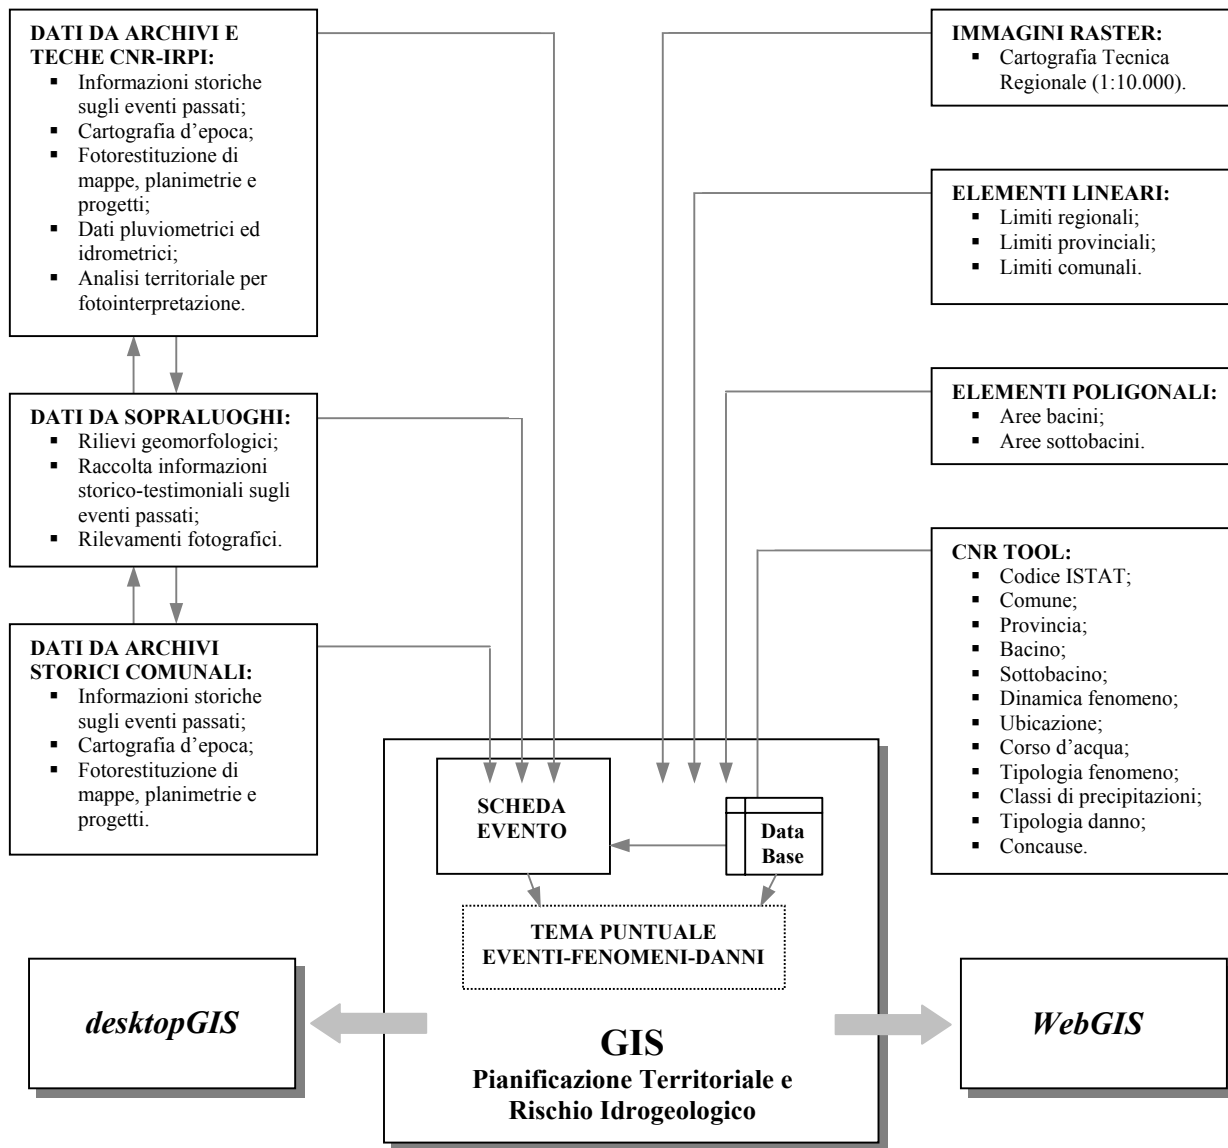 DATI DA ARCHIVI E
TECHE CNR-IRPI:
▪ Informazioni storiche
sugli eventi passati;
▪ Cartografia d’epoca;
▪ Fotorestituzione di
mappe, planimetrie e
progetti;
▪ Dati pluviometrici ed
idrometrici;
▪ Analisi territoriale per
fotointerpretazione.
DATI DA SOPRALUOGHI:
▪ Rilievi geomorfologici;
▪ Raccolta informazioni
storico-testimoniali sugli
eventi passati;
▪ Rilevamenti fotografici.
DATI DA ARCHIVI
STORICI COMUNALI:
▪ Informazioni storiche
sugli eventi passati;
▪ Cartografia d’epoca;
▪ Fotorestituzione di
mappe, planimetrie e
progetti.
IMMAGINI RASTER:
▪ Cartografia Tecnica
Regionale (1:10.000).
ELEMENTI LINEARI:
▪ Limiti regionali;
▪ Limiti provinciali;
▪ Limiti comunali.
ELEMENTI POLIGONALI:
▪ Aree bacini;
▪ Aree sottobacini.
CNR TOOL:
▪ Codice ISTAT;
▪ Comune;
▪ Provincia;
▪ Bacino;
▪ Sottobacino;
▪ Dinamica fenomeno;
▪ Ubicazione;
▪ Corso d’acqua;
▪ Tipologia fenomeno;
▪ Classi di precipitazioni;
▪ Tipologia danno;
▪ Concause.
SCHEDA
EVENTO
Data
Base
TEMA PUNTUALE
EVENTI-FENOMENI-DANNI
desktopGIS
GIS
Pianificazione Territoriale e
Rischio Idrogeologico
WebGIS